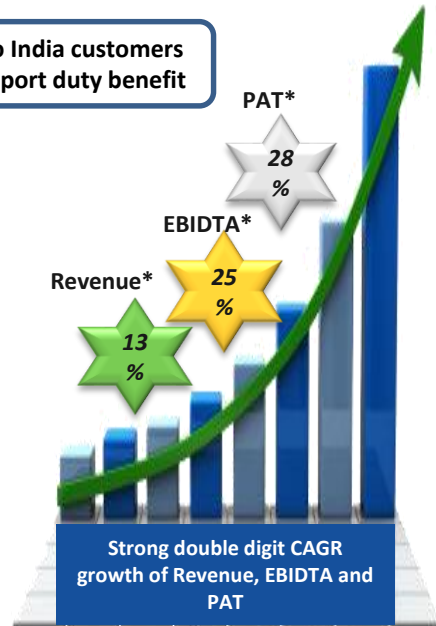 o India customers
port duty benefit
PAT*
28
%
EBIDTA*
25
%
Revenue*
13
%
Strong double digit CAGR
growth of Revenue, EBIDTA and
PAT